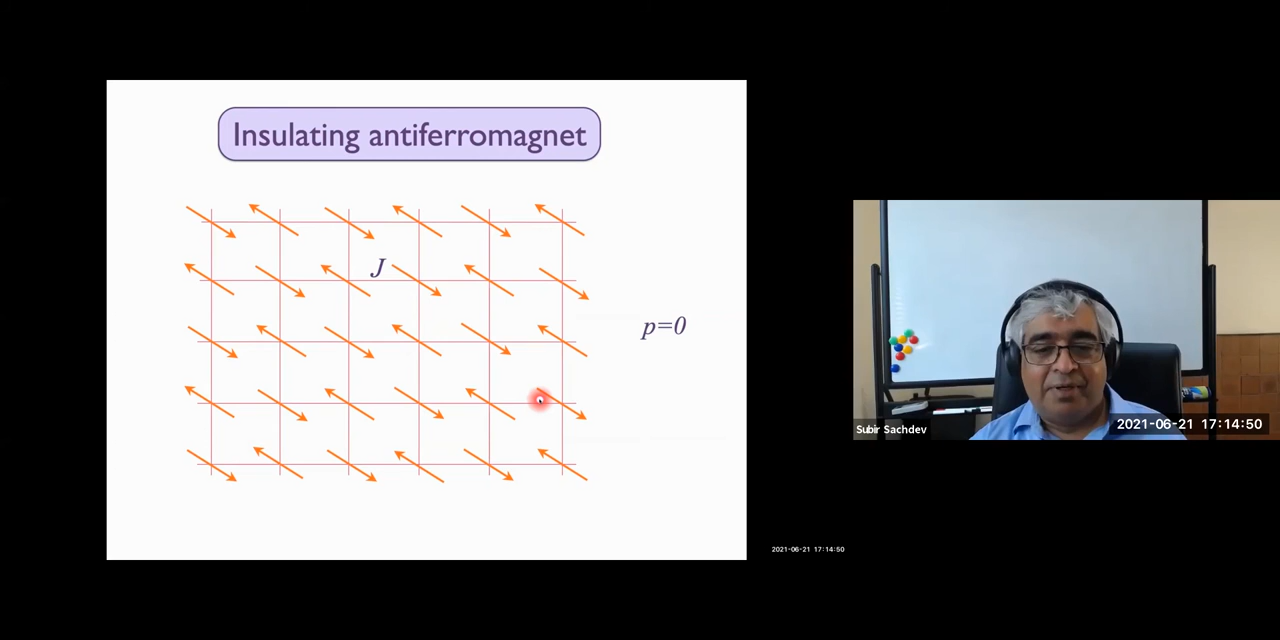 Insulating antiferromagnet
J
p=0
Subir Sachdev
2021-06-21 17:14:50
2021-06-21 17:14:50